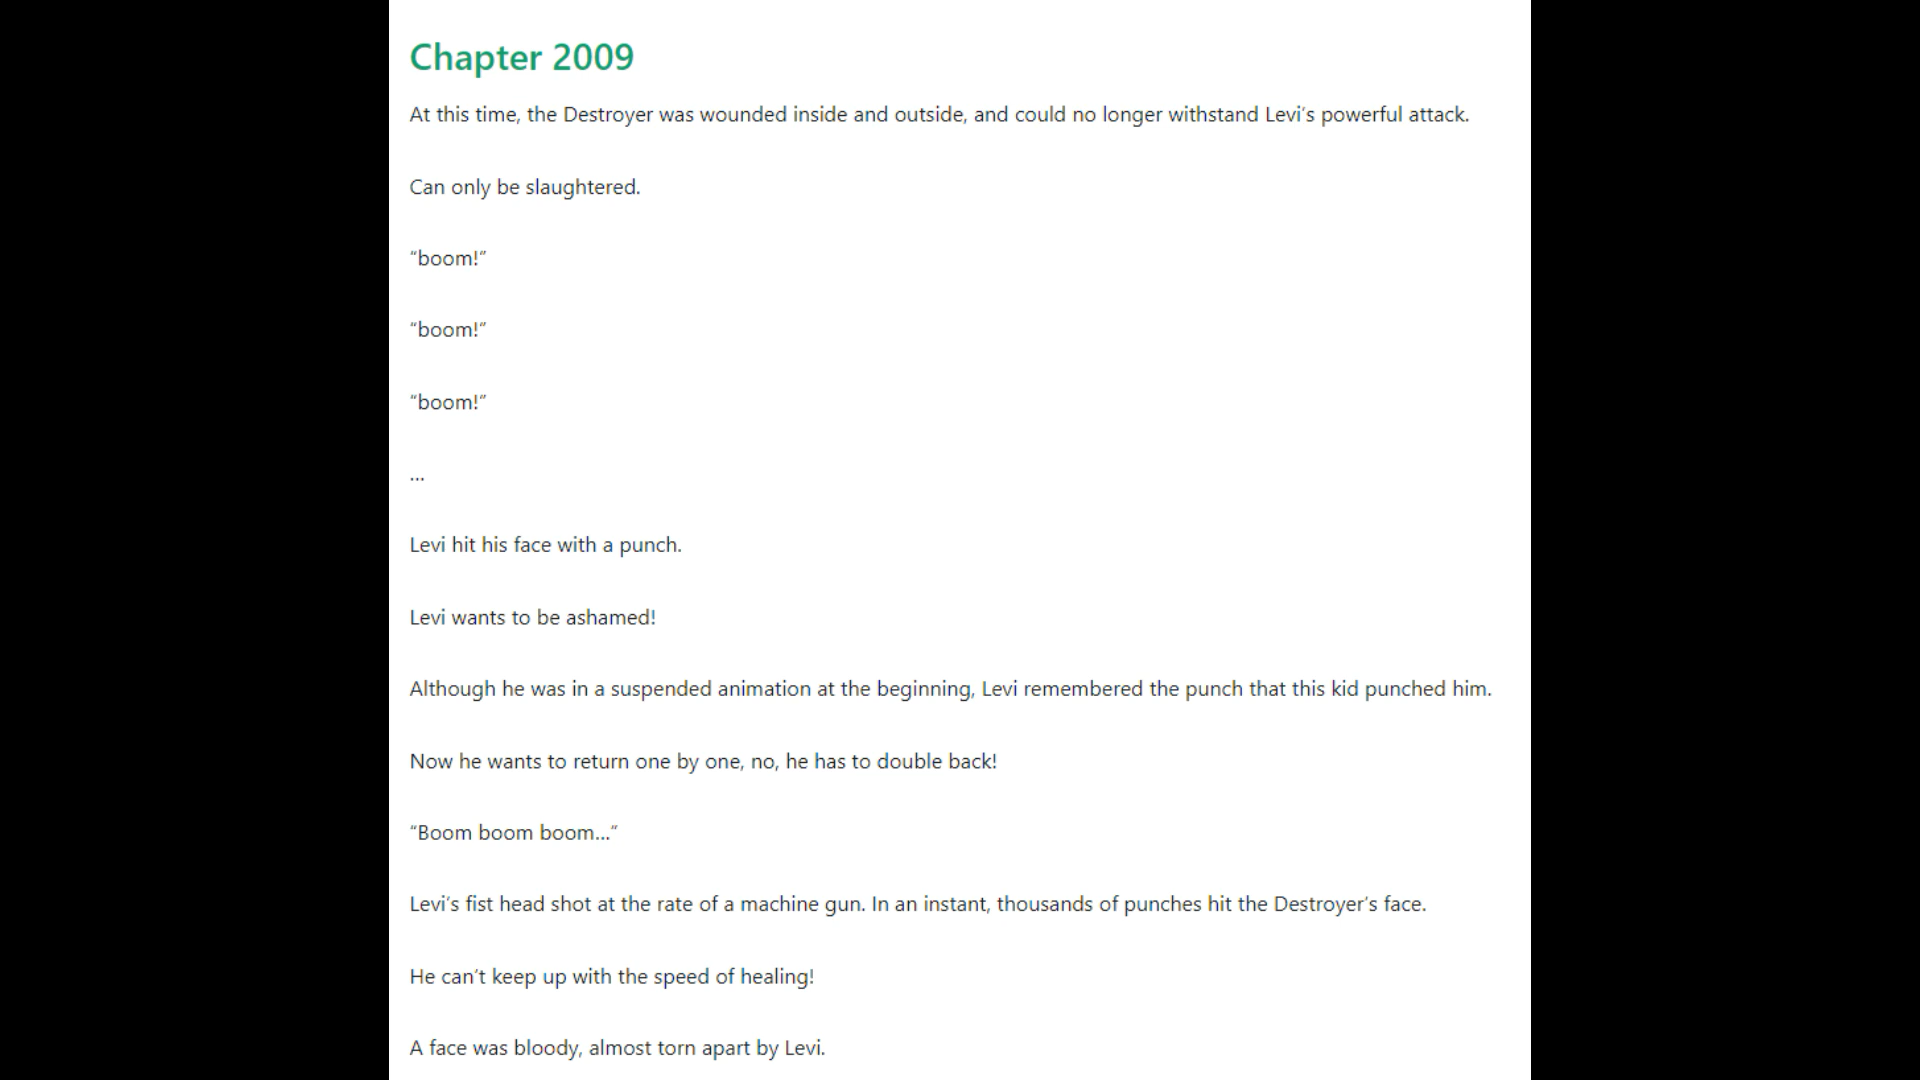 Chapter 2009
At this time, the Destroyer was wounded inside and outside, and could no longer withstand Levi’s powerful attack.
Can only be slaughtered.
“boom!”
“boom!”
“boom!”
…
Levi hit his face with a punch.
Levi wants to be ashamed!
Although he was in a suspended animation at the beginning, Levi remembered the punch that this kid punched him.
Now he wants to return one by one, no, he has to double back!
“Boom boom boom…”
Levi’s fist head shot at the rate of a machine gun. In an instant, thousands of punches hit the Destroyer’s face.
He can’t keep up with the speed of healing!
A face was bloody, almost torn apart by Levi.